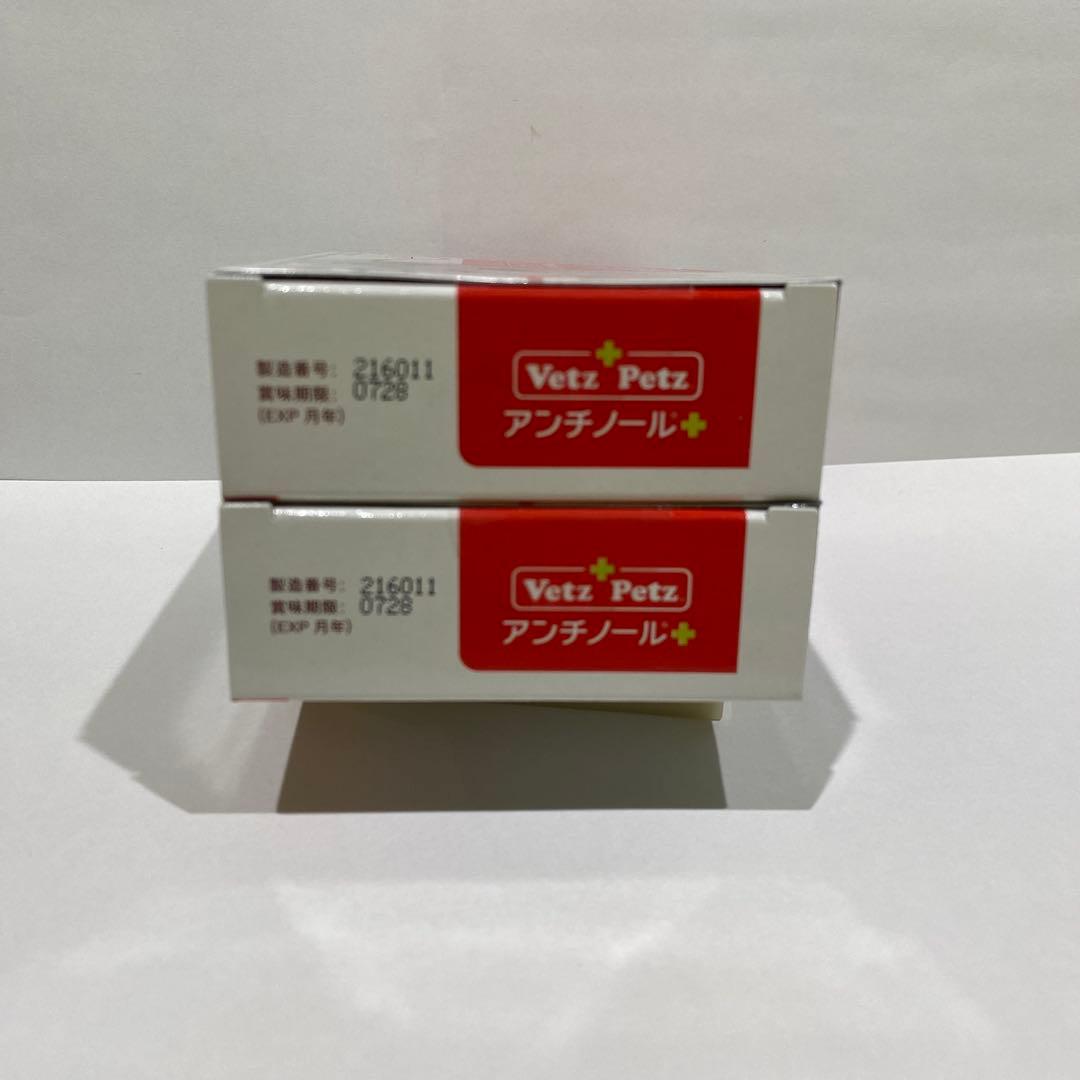 製造番号: 216011
賞味期限: 0728
(EXP 月年)
Vetz Petz
アンチノール
製造番号: 216011
賞味期限: 0728
(EXP 月年)
Vetz Petz
アンチノール